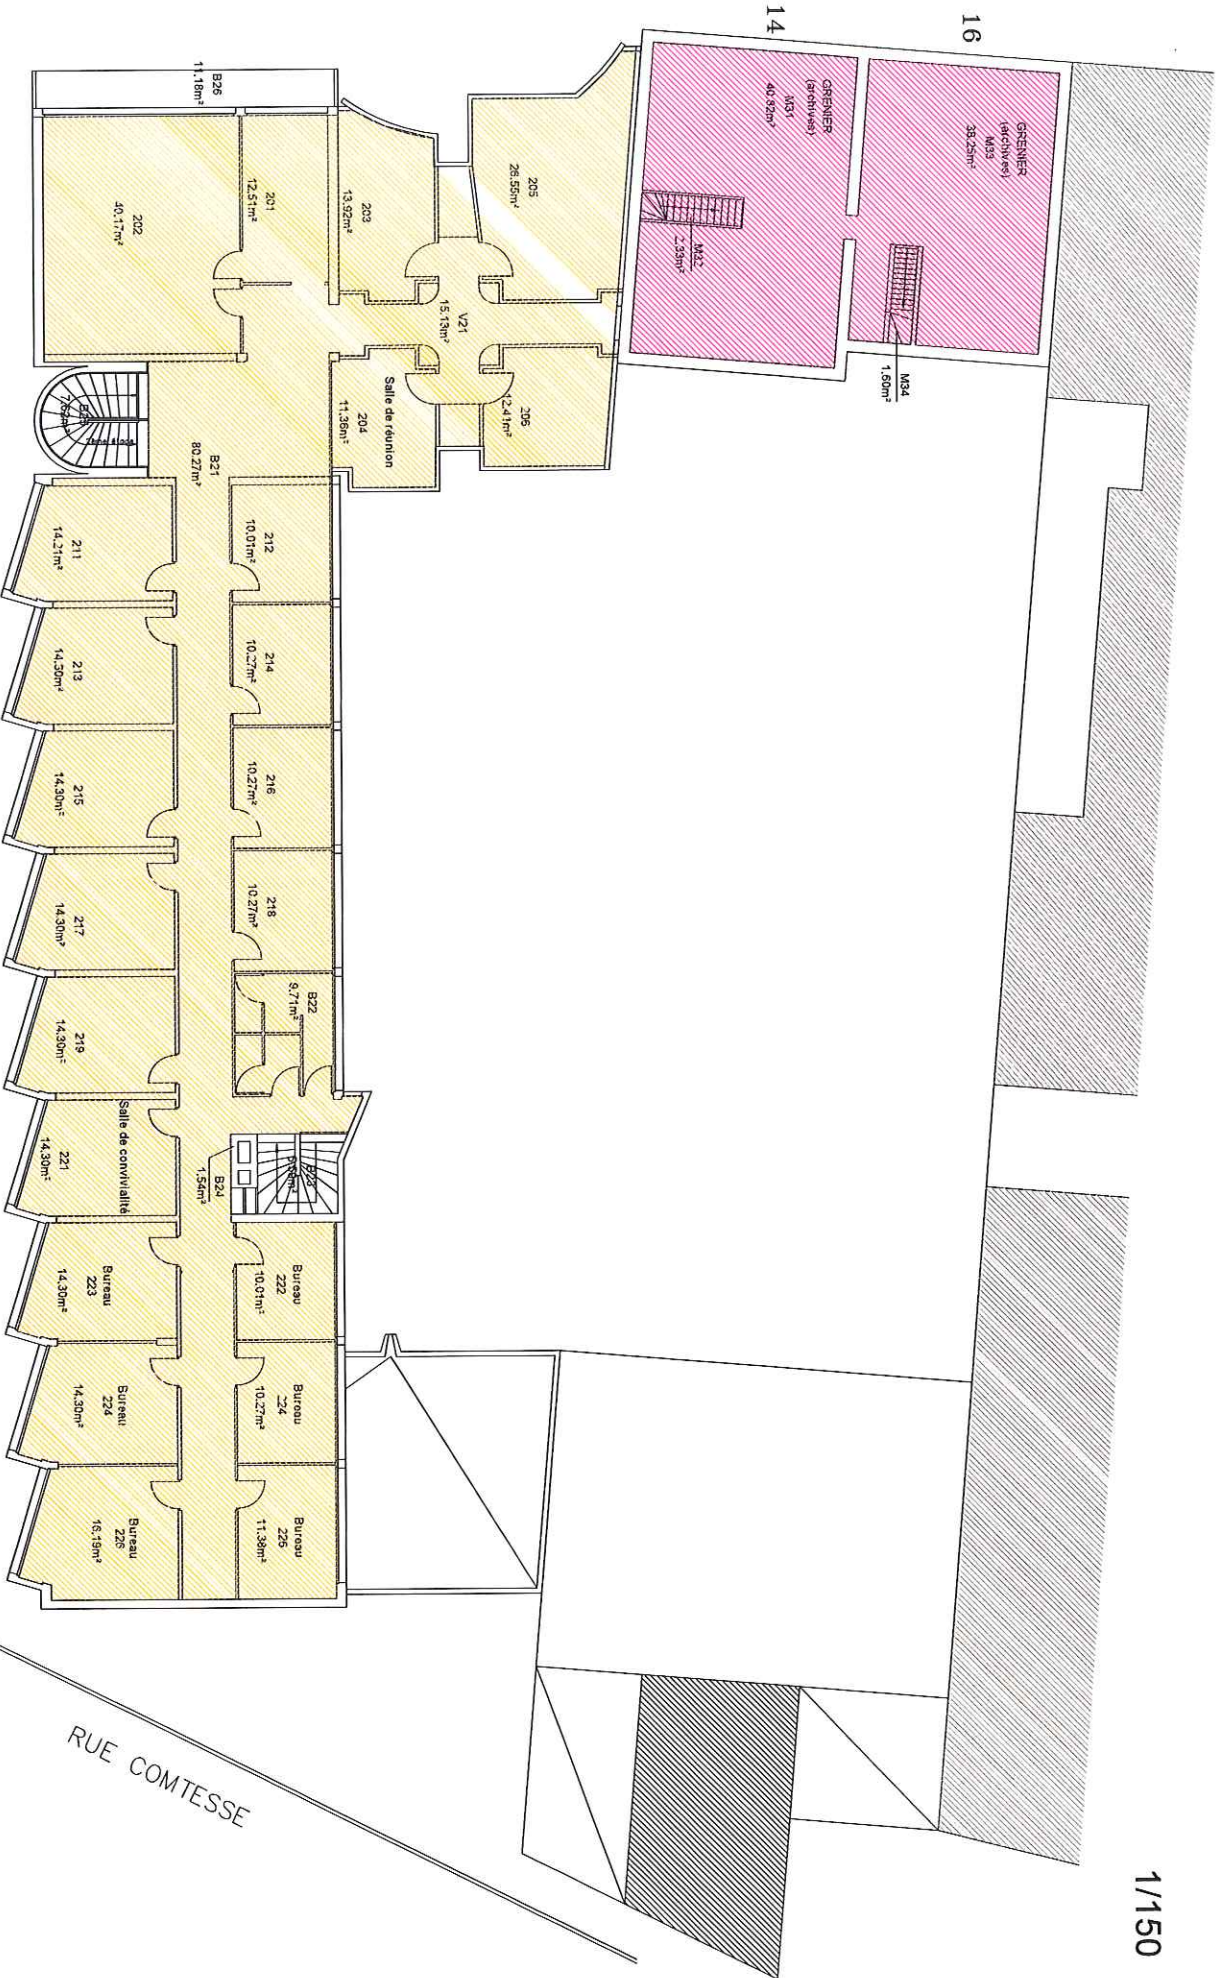 16
14
GRENIER
(archives)
M33
38.25m²
GRENIER
(archives)
M31
40.82m²
M32
2.33m²
M34
1.60m²
B26
11.18m²
205
26.55m²
203
13.92m²
201
12.51m²
202
40.17m²
V21
15.13m²
206
12.41m²
Salle de réunion
204
11.36m²
B21
80.27m²
212
10.01m²
211
14.21m²
214
10.27m²
213
14.30m²
216
10.27m²
215
14.30m²
218
10.27m²
217
14.30m²
B22
9.71m²
219
14.30m²
Salle de convivialité
221
14.30m²
B23
B24
1.54m²
Bureau
222
10.01m²
Bureau
223
14.30m²
Bureau
224
10.27m²
Bureau
224
14.30m²
Bureau
225
11.38m²
Bureau
226
RUE COMTESSE
1/150